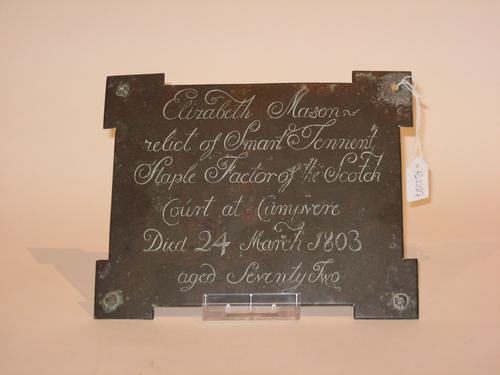 Elizabeth Mason~
relict of Smart Tennent
Staple Factor of the Scotch
Court at Campvere
Died 24 March 1803
aged Seventy Two